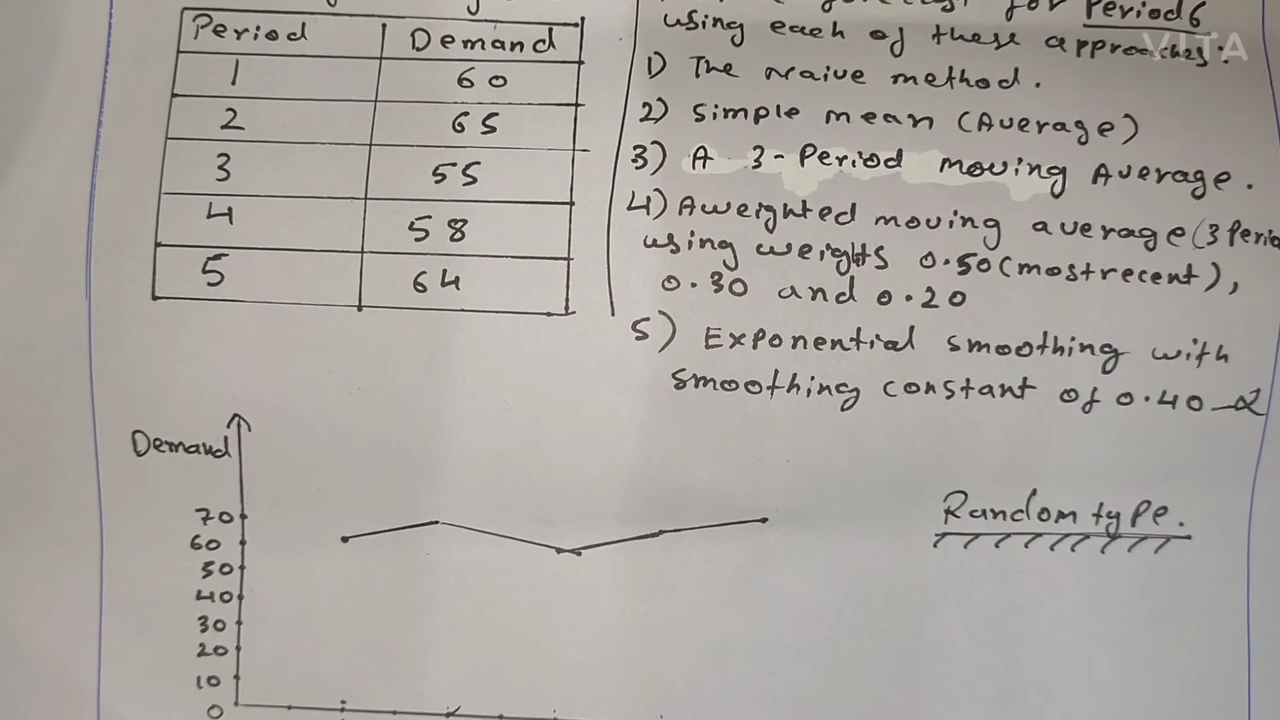 Period Demand
1 60
2 65
3 55
4 58
5 64
for Period 6
using each of these approaches:
VITA
1) The naive method.
2) Simple mean (Average)
3) A 3-Period moving Average.
4) A weighted moving average (3 Perio
using weights 0.50 (most recent),
0.30 and 0.20
5) Exponential smoothing with
smoothing constant of 0.40 - α
Demand
70
60
50
40
30
20
10
0
Random type.